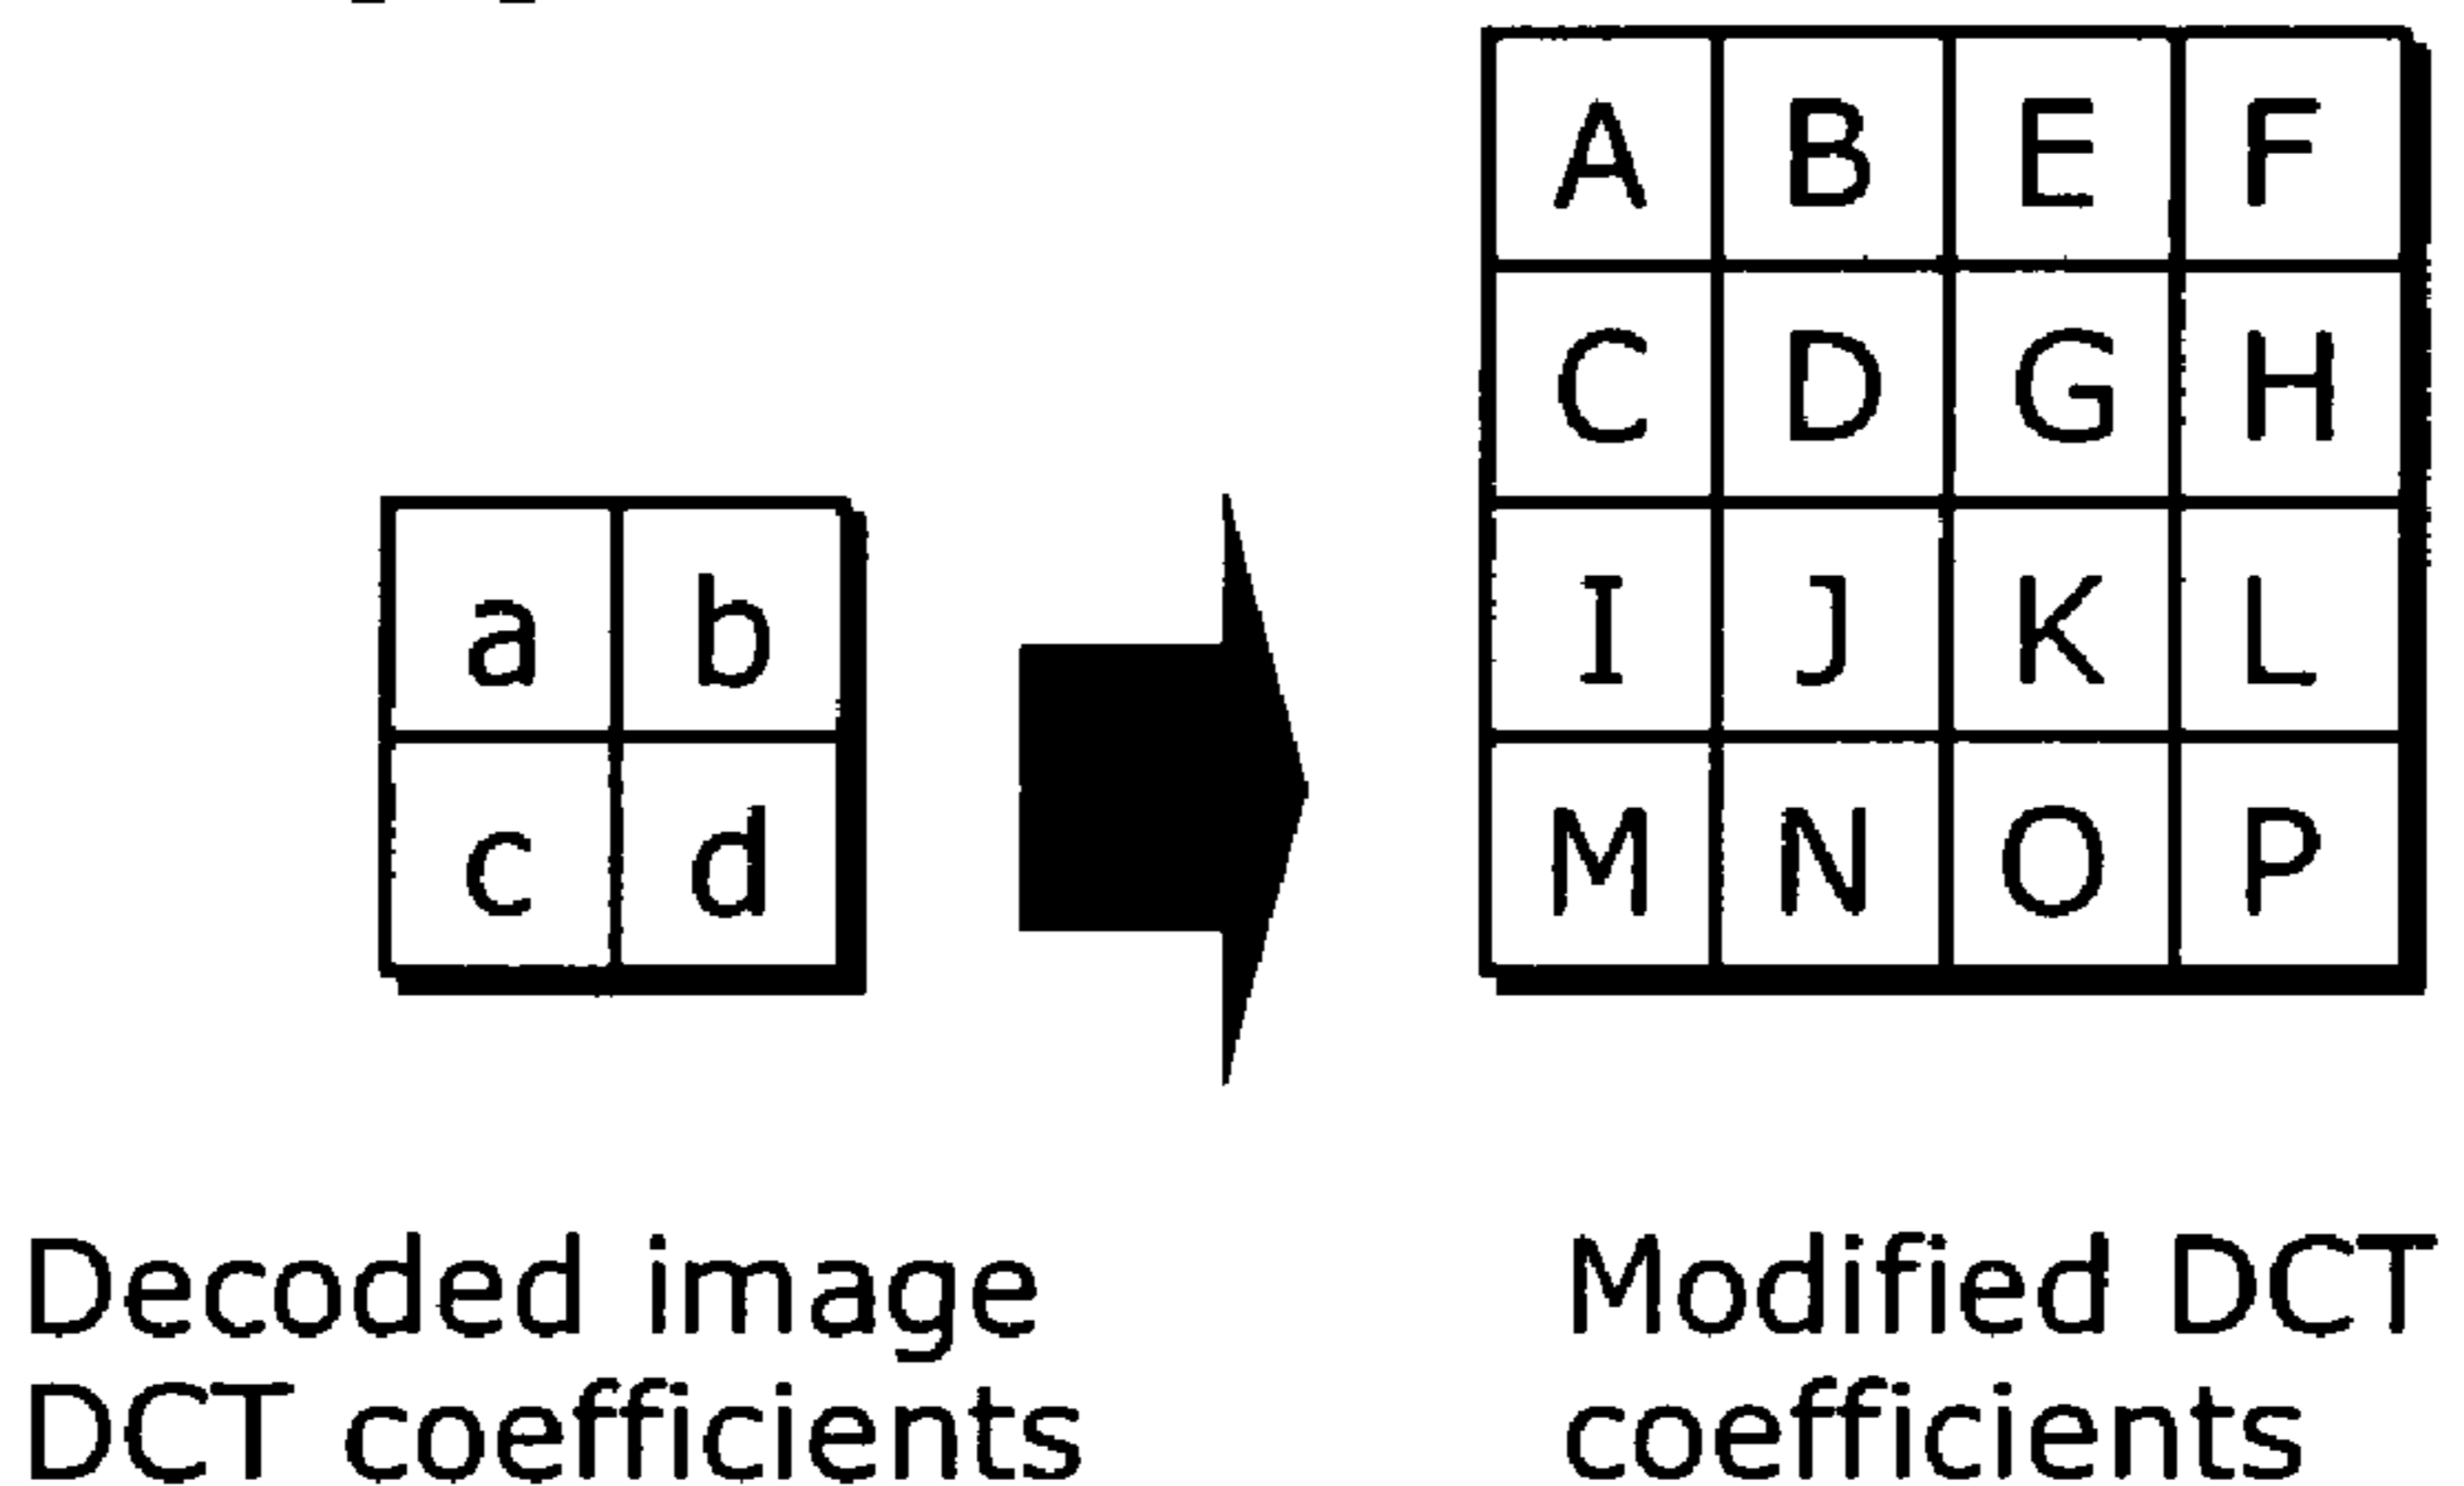 A B E F
C D G H
a b I J K L
c d M N O P
Decoded image Modified DCT
DCT coefficients coefficients